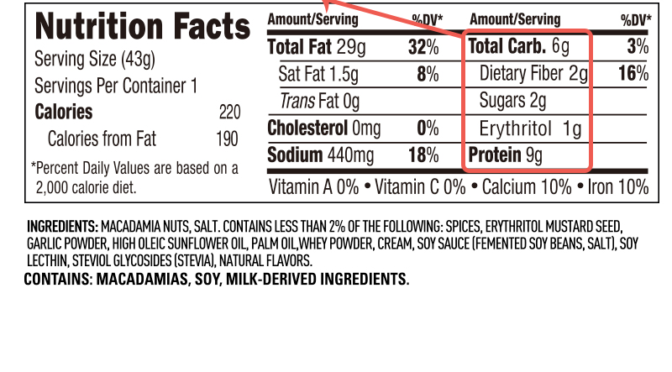 Nutrition Facts
Serving Size (43g)
Servings Per Container 1
Calories 220
Calories from Fat 190
*Percent Daily Values are based on a
2,000 calorie diet.
Amount/Serving %DV*
Total Fat 29g 32%
Sat Fat 1.5g 8%
Trans Fat 0g
Cholesterol 0mg 0%
Sodium 440mg 18%
Amount/Serving %DV*
Total Carb. 6g 3%
Dietary Fiber 2g 16%
Sugars 2g
Erythritol 1g
Protein 9g
Vitamin A 0% • Vitamin C 0% • Calcium 10% • Iron 10%
INGREDIENTS: MACADAMIA NUTS, SALT. CONTAINS LESS THAN 2% OF THE FOLLOWING: SPICES, ERYTHRITOL MUSTARD SEED,
GARLIC POWDER, HIGH OLEIC SUNFLOWER OIL, PALM OIL,WHEY POWDER, CREAM, SOY SAUCE (FEMENTED SOY BEANS, SALT), SOY
LECTHIN, STEVIOL GLYCOSIDES (STEVIA), NATURAL FLAVORS.
CONTAINS: MACADAMIAS, SOY, MILK-DERIVED INGREDIENTS.